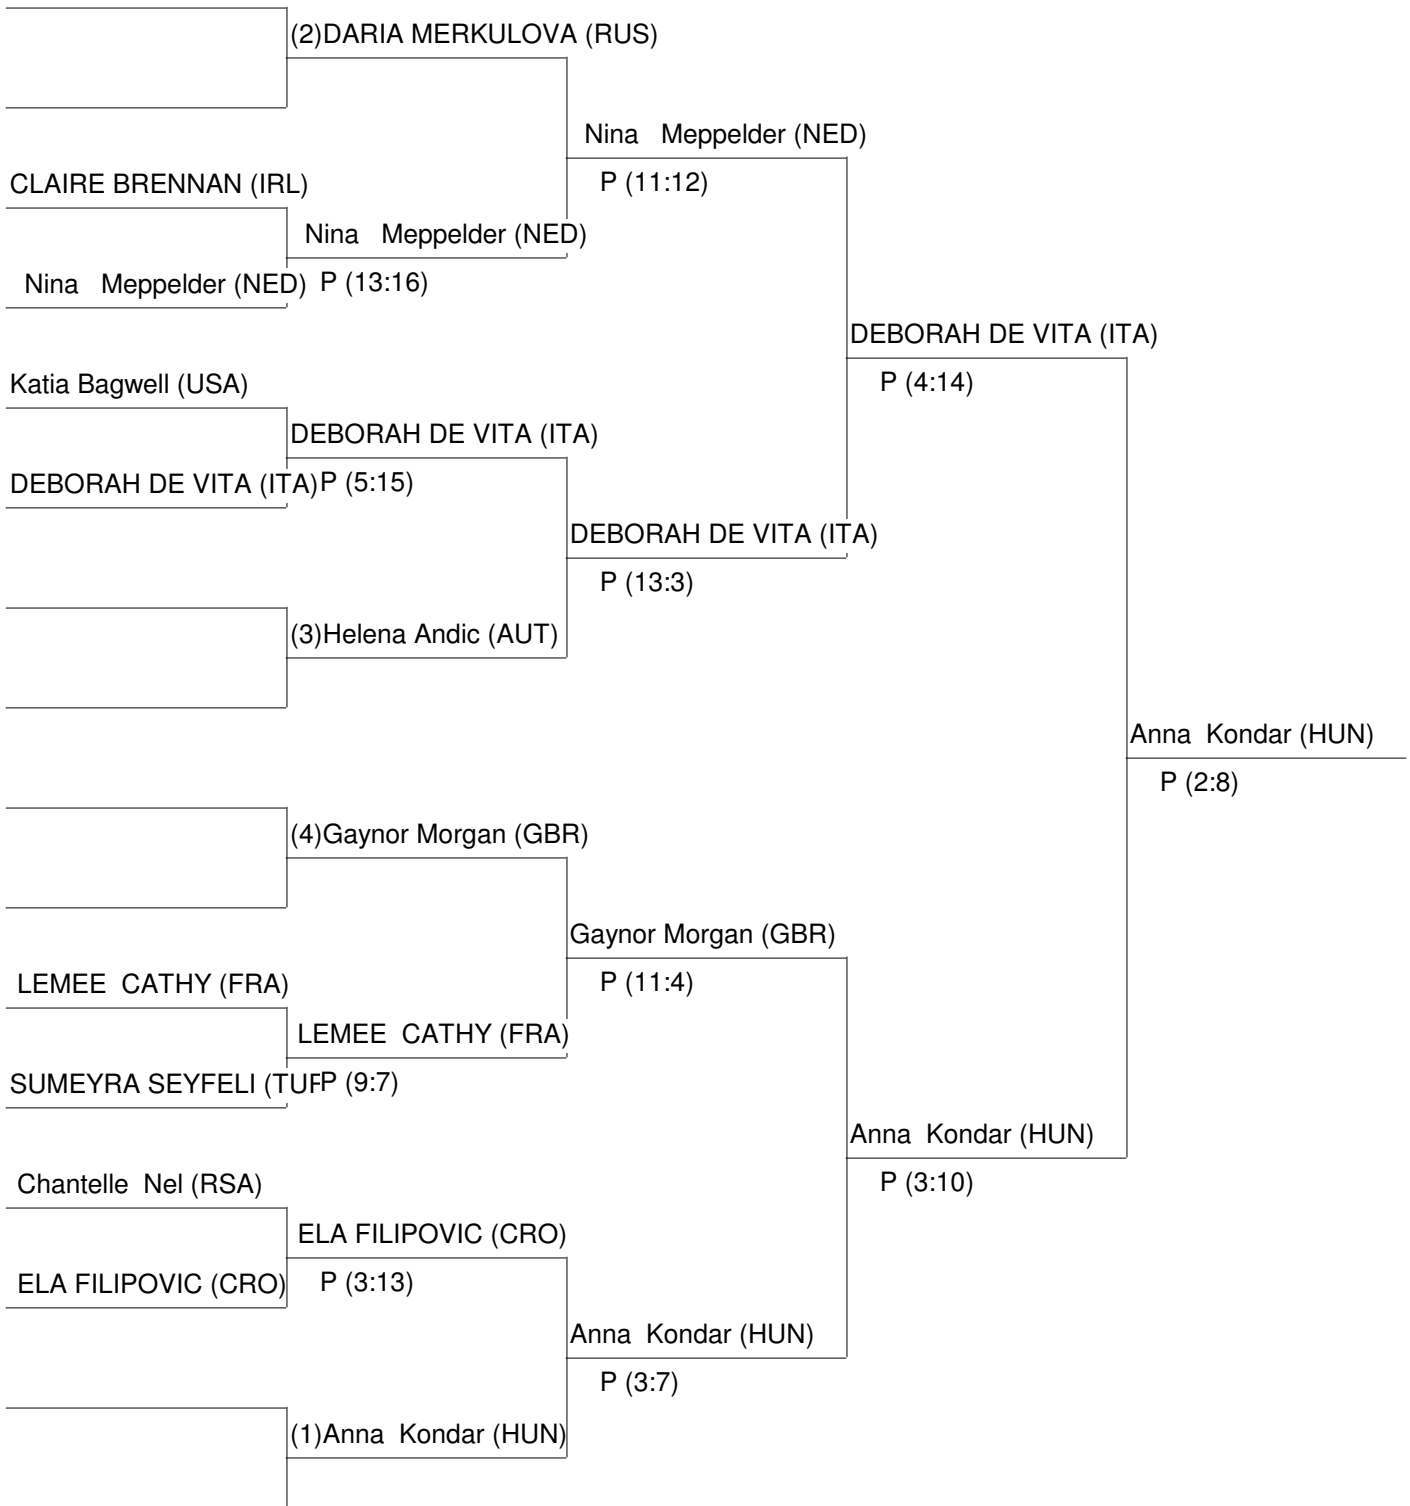 (2)DARIA MERKULOVA (RUS)
Nina Meppelder (NED)
P (11:12)
CLAIRE BRENNAN (IRL)
Nina Meppelder (NED)
Nina Meppelder (NED) P (13:16)
DEBORAH DE VITA (ITA)
P (4:14)
Katia Bagwell (USA)
DEBORAH DE VITA (ITA)
DEBORAH DE VITA (ITA) P (5:15)
DEBORAH DE VITA (ITA)
P (13:3)
(3)Helena Andic (AUT)
Anna Kondar (HUN)
P (2:8)
(4)Gaynor Morgan (GBR)
Gaynor Morgan (GBR)
P (11:4)
LEMEE CATHY (FRA)
LEMEE CATHY (FRA)
SUMEYRA SEYFELI (TUR P (9:7)
Anna Kondar (HUN)
P (3:10)
Chantelle Nel (RSA)
ELA FILIPOVIC (CRO)
ELA FILIPOVIC (CRO) P (3:13)
Anna Kondar (HUN)
P (3:7)
(1)Anna Kondar (HUN)